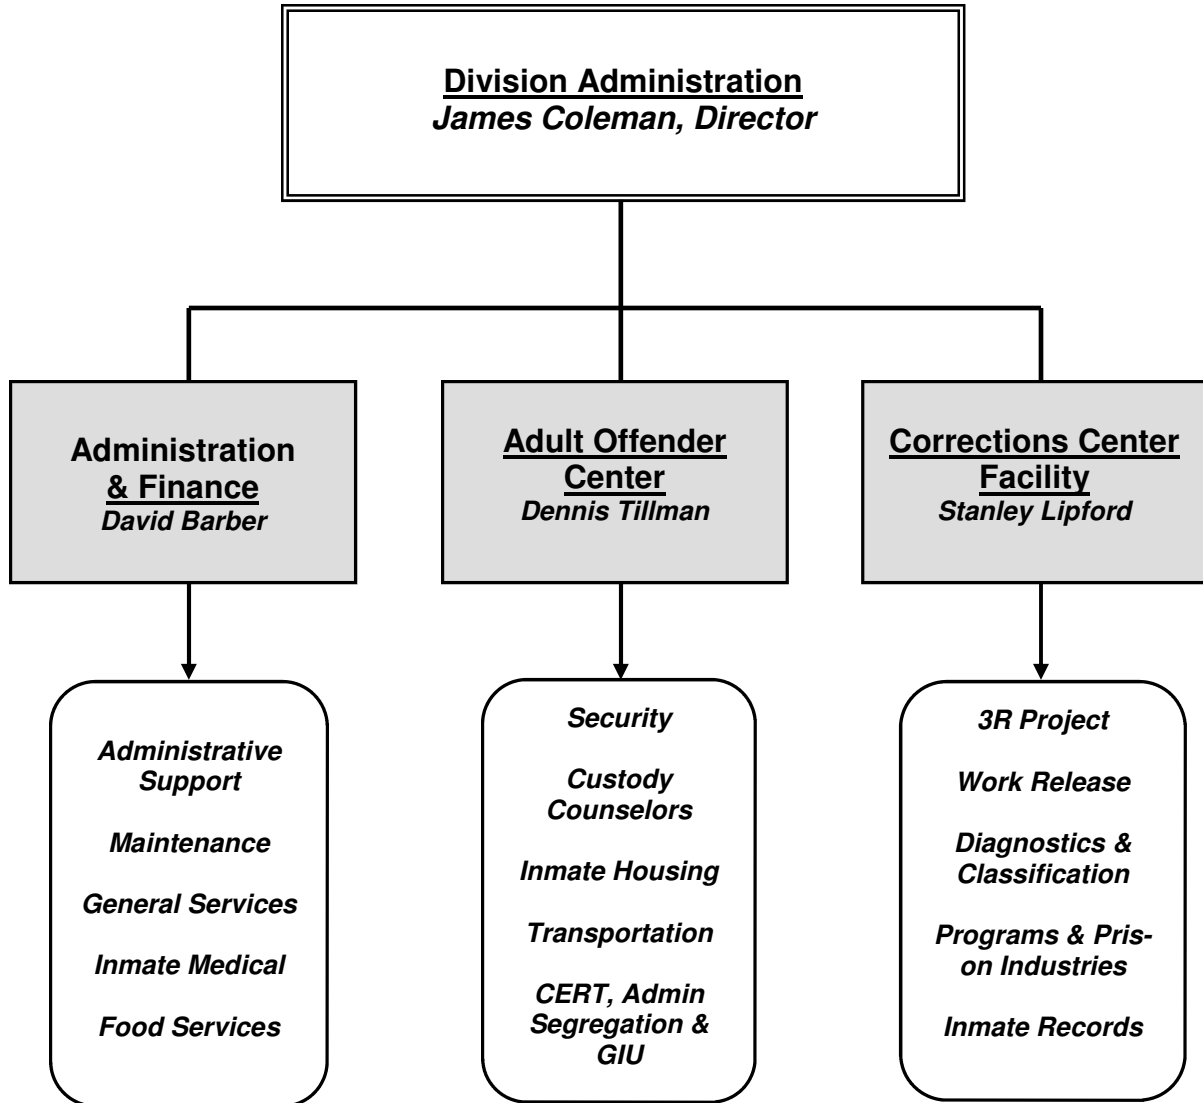 Division Administration
James Coleman, Director
Administration
& Finance
David Barber
Adult Offender
Center
Dennis Tillman
Corrections Center
Facility
Stanley Lipford
Administrative
Support
Maintenance
General Services
Inmate Medical
Food Services
Security
Custody
Counselors
Inmate Housing
Transportation
CERT, Admin
Segregation &
GIU
3R Project
Work Release
Diagnostics &
Classification
Programs & Pris-
on Industries
Inmate Records